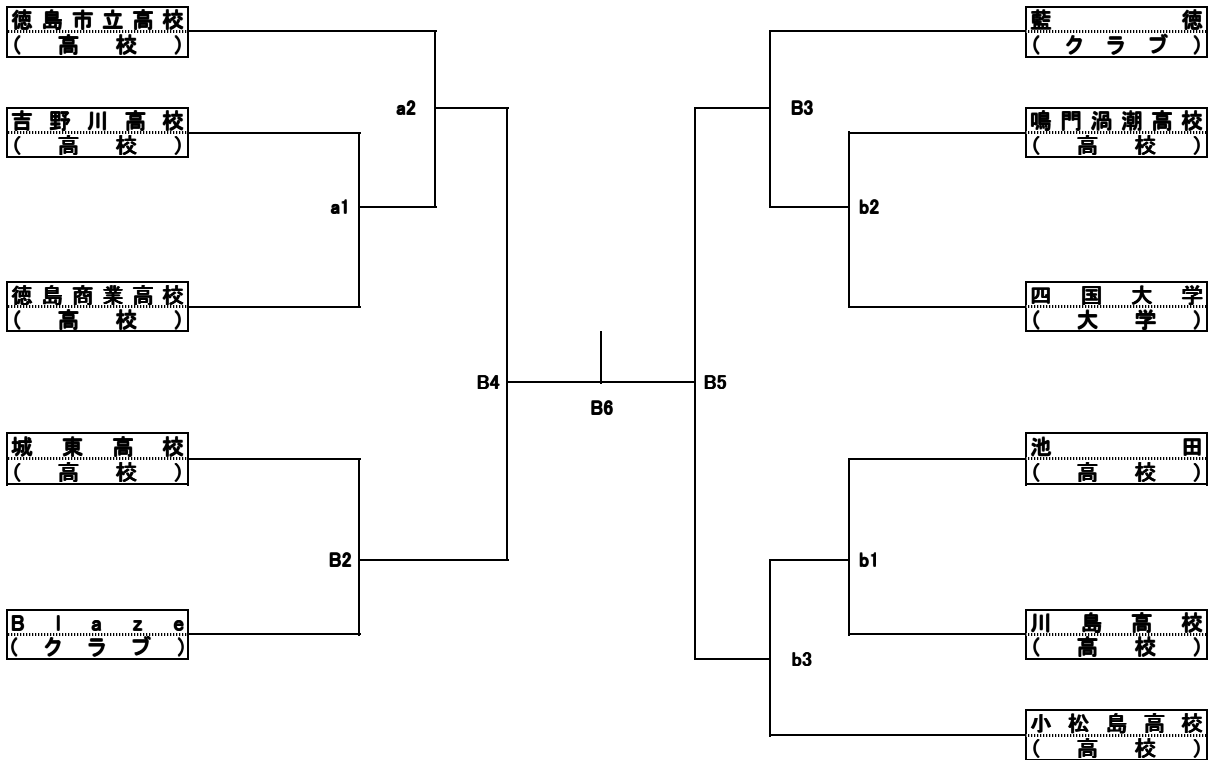 徳島市立高校
(高校)
吉野川高校
(高校)
徳島商業高校
(高校)
城東高校
(高校)
Blaze
(クラブ)
a2
a1
B4
B2
B6
B3
b2
B5
b1
b3
藍徳
(クラブ)
鳴門渦潮高校
(高校)
四国大学
(大学)
池田
(高校)
川島高校
(高校)
小松島高校
(高校)